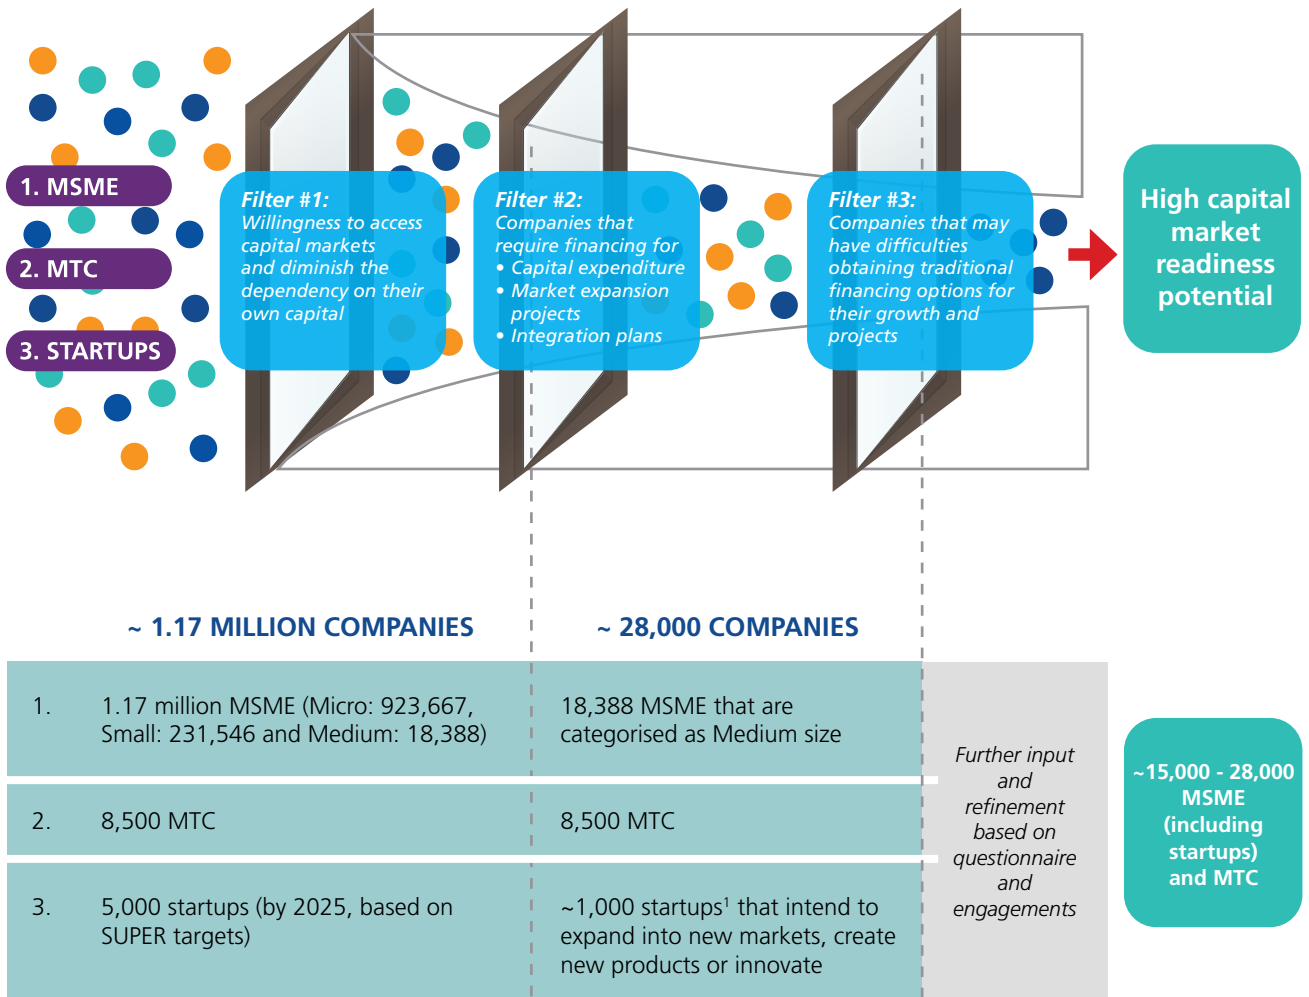 1. MSME
2. MTC
3. STARTUPS
Filter #1:
Willingness to access
capital markets
and diminish the
dependency on their
own capital
Filter #2:
Companies that
require financing for
• Capital expenditure
• Market expansion
projects
• Integration plans
Filter #3:
Companies that may
have difficulties
obtaining traditional
financing options for
their growth and
projects
High capital
market
readiness
potential
~ 1.17 MILLION COMPANIES
~ 28,000 COMPANIES
1.
1.17 million MSME (Micro: 923,667,
Small: 231,546 and Medium: 18,388)
18,388 MSME that are
categorised as Medium size
2.
8,500 MTC
8,500 MTC
3.
5,000 startups (by 2025, based on
SUPER targets)
~1,000 startups¹ that intend to
expand into new markets, create
new products or innovate
Further input
and
refinement
based on
questionnaire
and
engagements
~15,000 - 28,000
MSME
(including
startups)
and MTC